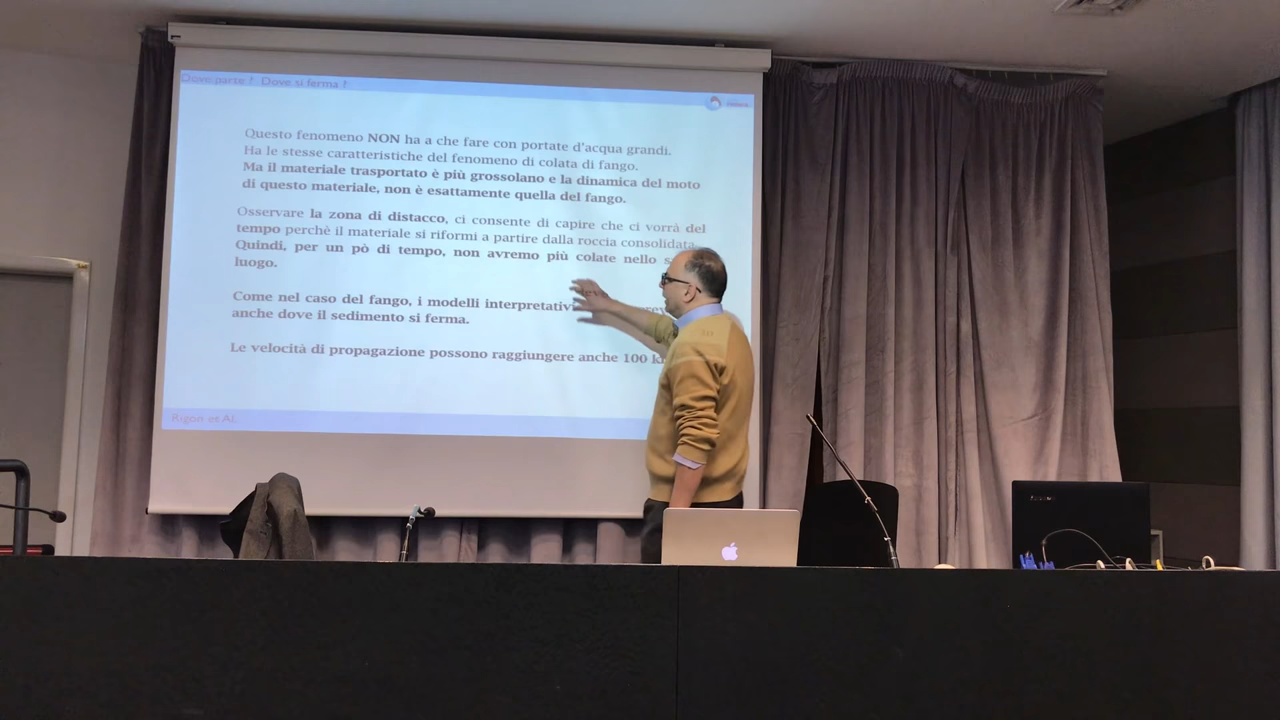 Dove parte ? Dove si ferma ?
Questo fenomeno NON ha a che fare con portate d'acqua grandi.
Ha le stesse caratteristiche del fenomeno di colata di fango.
Ma il materiale trasportato è più grossolano e la dinamica del moto
di questo materiale, non è esattamente quella del fango.
Osservare la zona di distacco, ci consente di capire che ci vorrà del
tempo perchè il materiale si riformi a partire dalla roccia consolidata.
Quindi, per un pò di tempo, non avremo più colate nello
luogo.
Come nel caso del fango, i modelli interpretativi
anche dove il sedimento si ferma.
Le velocità di propagazione possono raggiungere anche 100
Rigon et Al.